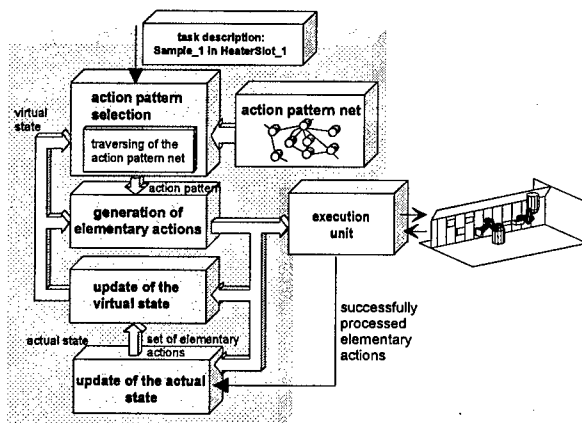 task description:
Sample_1 in HeaterSlot_1
action pattern
selection
traversing of the
action pattern net
action pattern net
virtual
state
action pattern
generation of
elementary actions
execution
unit
update of the
virtual state
actual state
set of elementary
actions
update of the actual
state
successfully
processed
elementary
actions